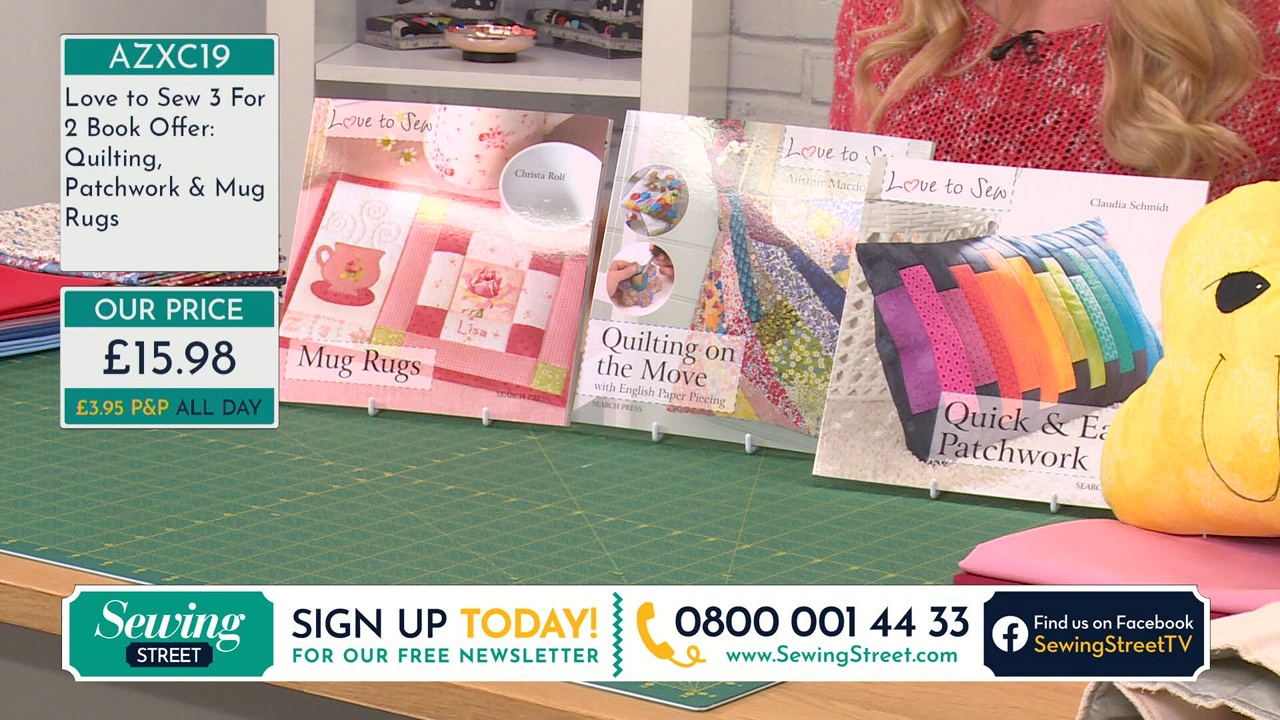 AZXC19
Love to Sew 3 For
2 Book Offer:
Quilting,
Patchwork & Mug
Rugs
OUR PRICE
£15.98
£3.95 P&P ALL DAY
Love to Sew
Christa Rolf
Lisa
Mug Rugs
SEARCH PRESS
Love to S
Alistair Macdo
Quilting on
the Move
with English Paper Piecing
SEARCH PRESS
Love to Sew
Claudia Schmidt
Quick & Ea
Patchwork
SEARC
Sewing
STREET
SIGN UP TODAY!
FOR OUR FREE NEWSLETTER
0800 001 44 33
www.SewingStreet.com
Find us on Facebook
SewingStreetTV